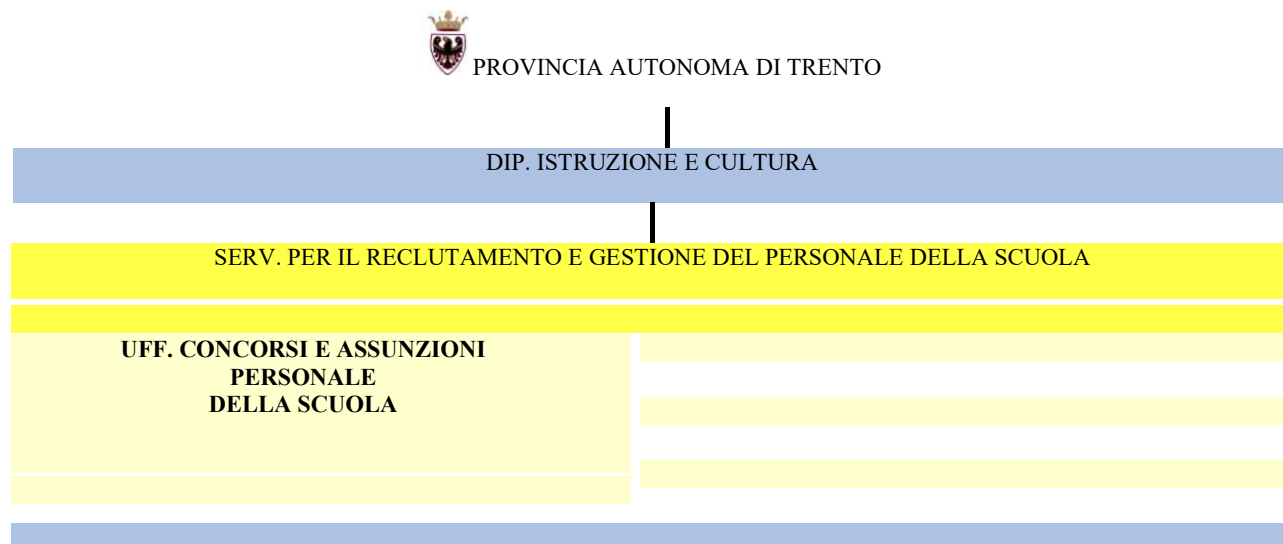 PROVINCIA AUTONOMA DI TRENTO
DIP. ISTRUZIONE E CULTURA
SERV. PER IL RECLUTAMENTO E GESTIONE DEL PERSONALE DELLA SCUOLA
UFF. CONCORSI E ASSUNZIONI
PERSONALE
DELLA SCUOLA